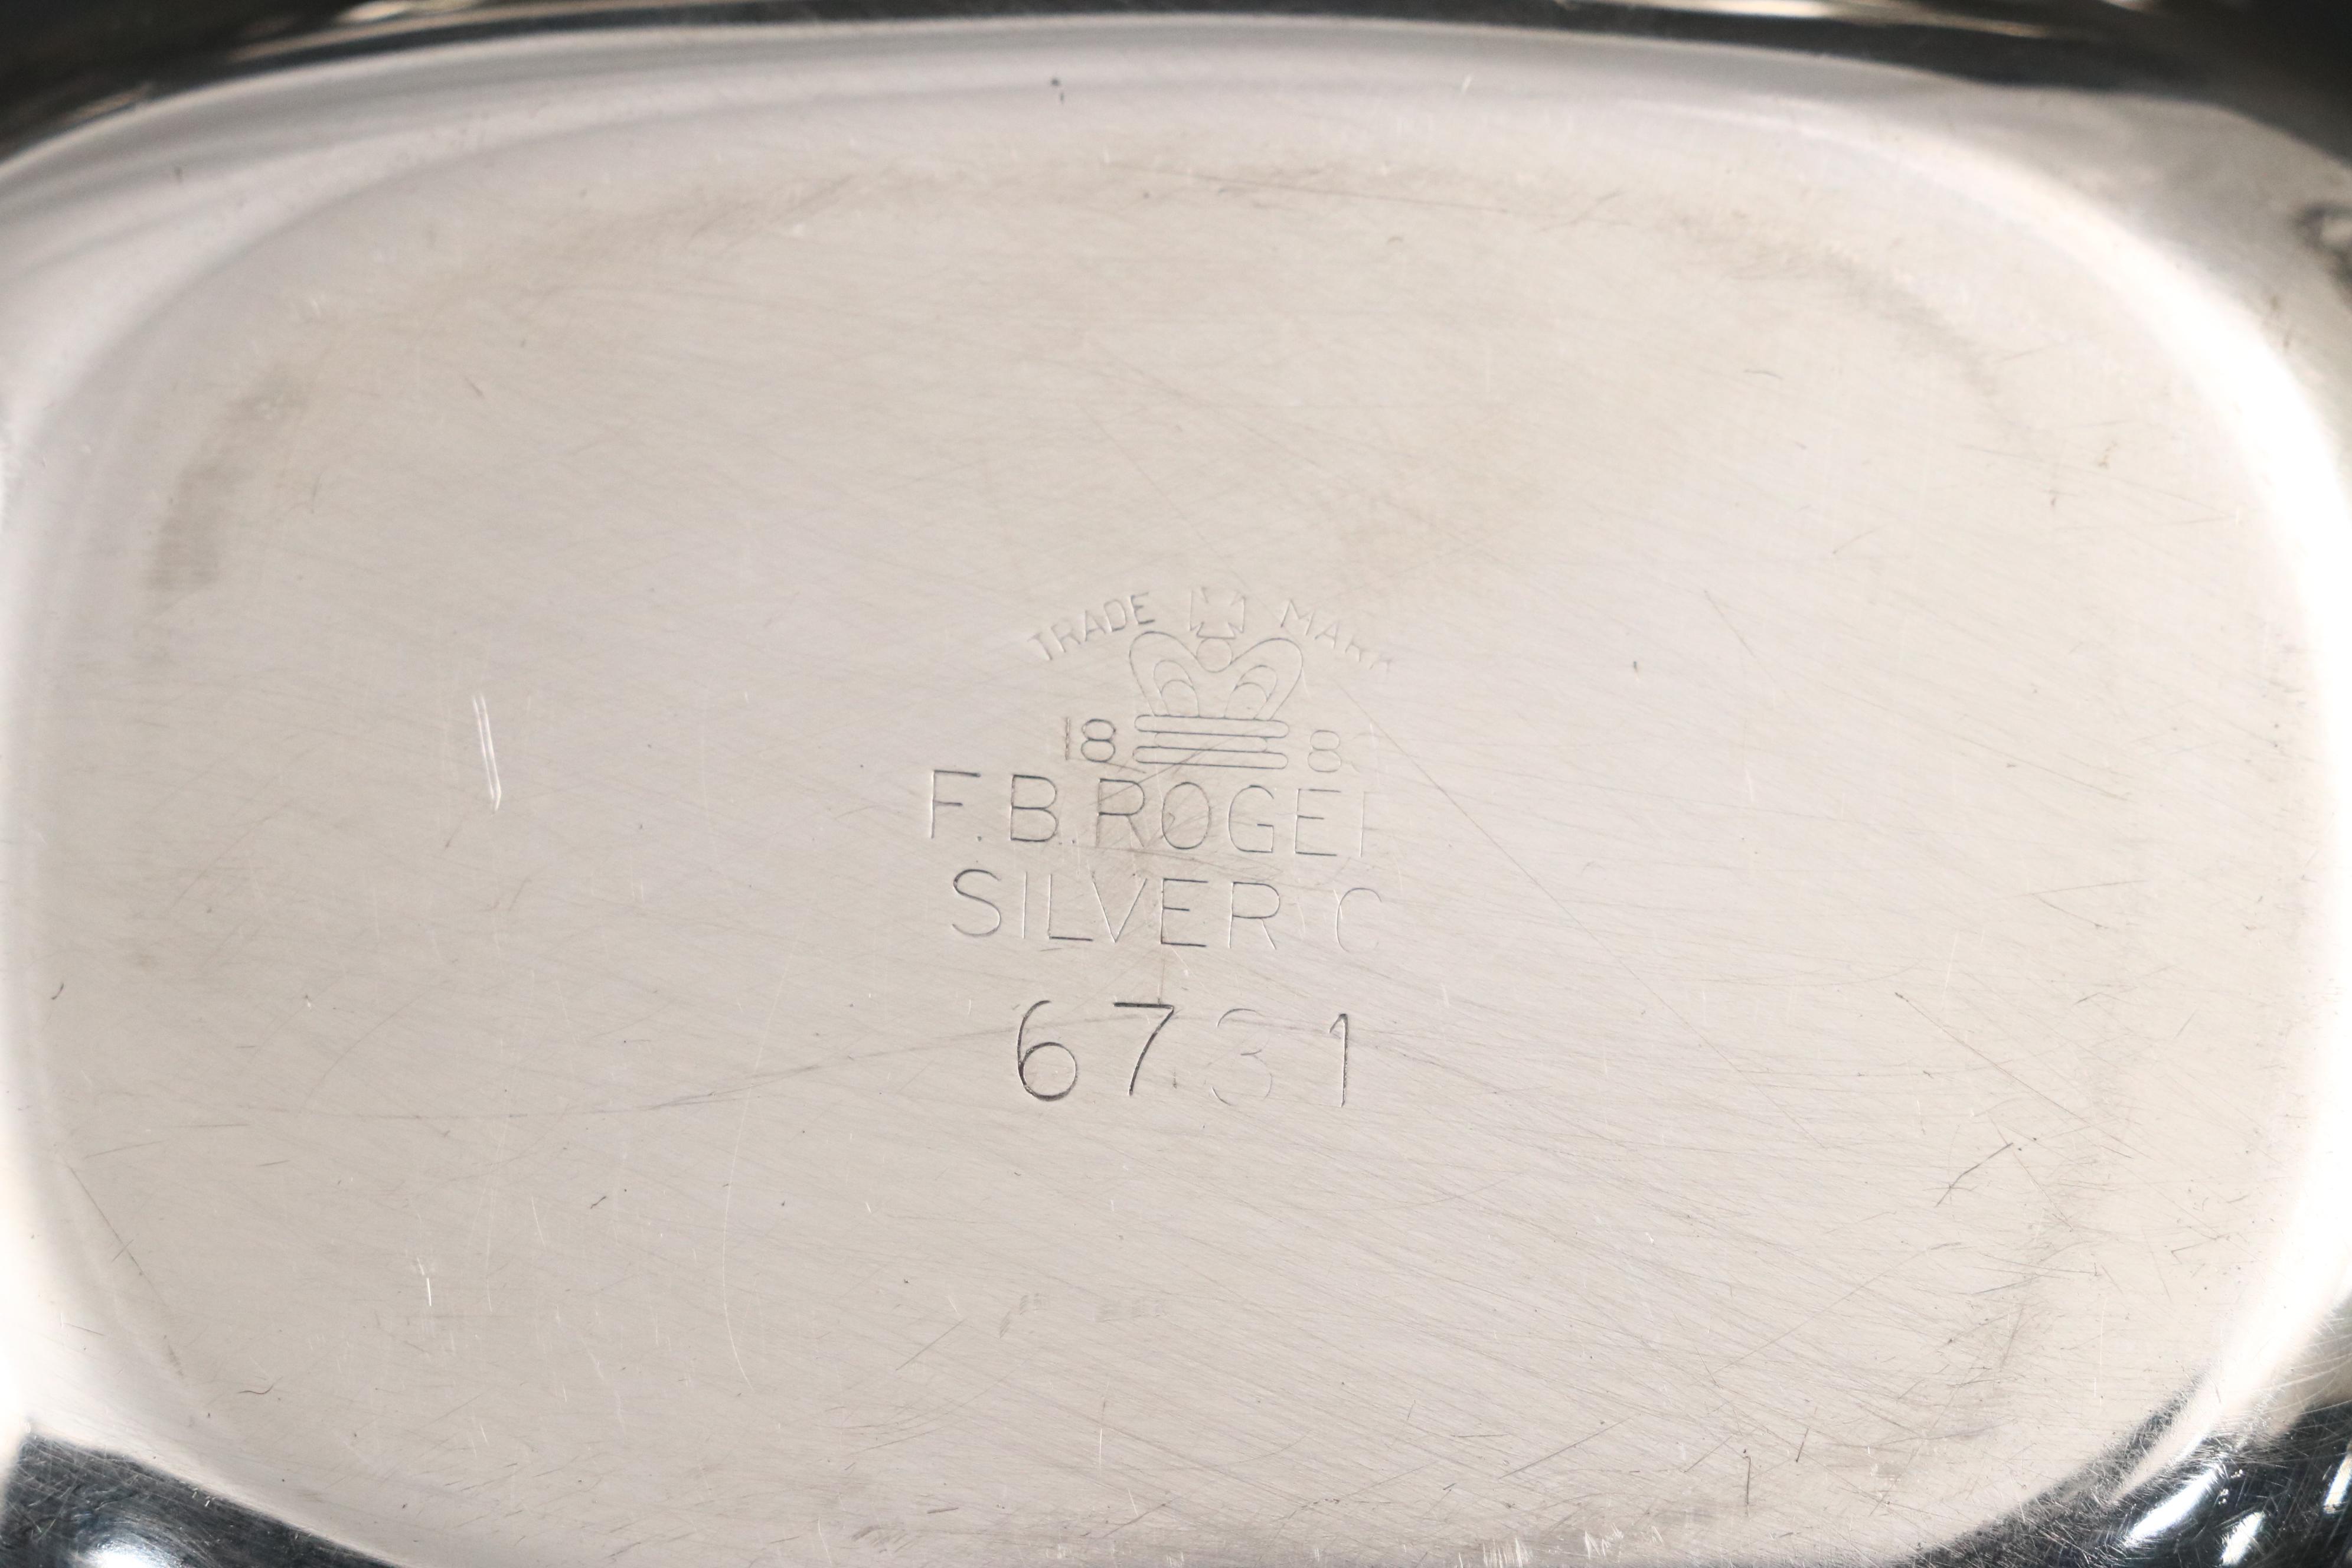 TRADE MARK
18 8
F.B.ROGE
SILVER C
6731